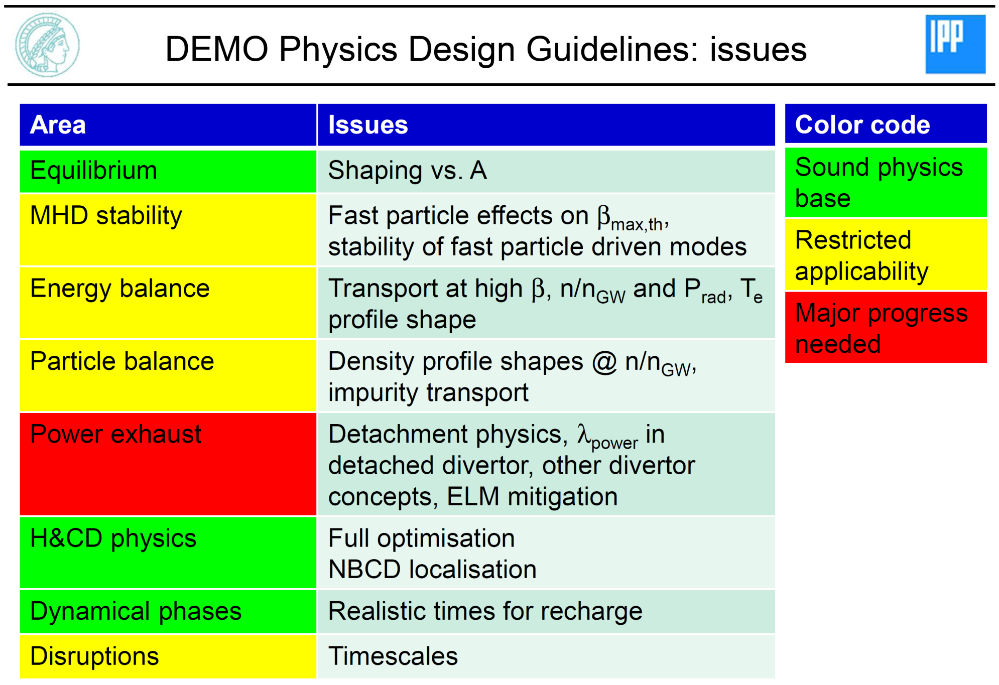 DEMO Physics Design Guidelines: issues
IPP
Area
Issues
Color code
Equilibrium
Shaping vs. A
MHD stability
Fast particle effects on βmax,th,
stability of fast particle driven modes
Energy balance
Transport at high β, n/nGW and Prad, Te
profile shape
Particle balance
Density profile shapes @ n/nGW,
impurity transport
Power exhaust
Detachment physics, λpower in
detached divertor, other divertor
concepts, ELM mitigation
H&CD physics
Full optimisation
NBCD localisation
Dynamical phases
Realistic times for recharge
Disruptions
Timescales
Sound physics
base
Restricted
applicability
Major progress
needed